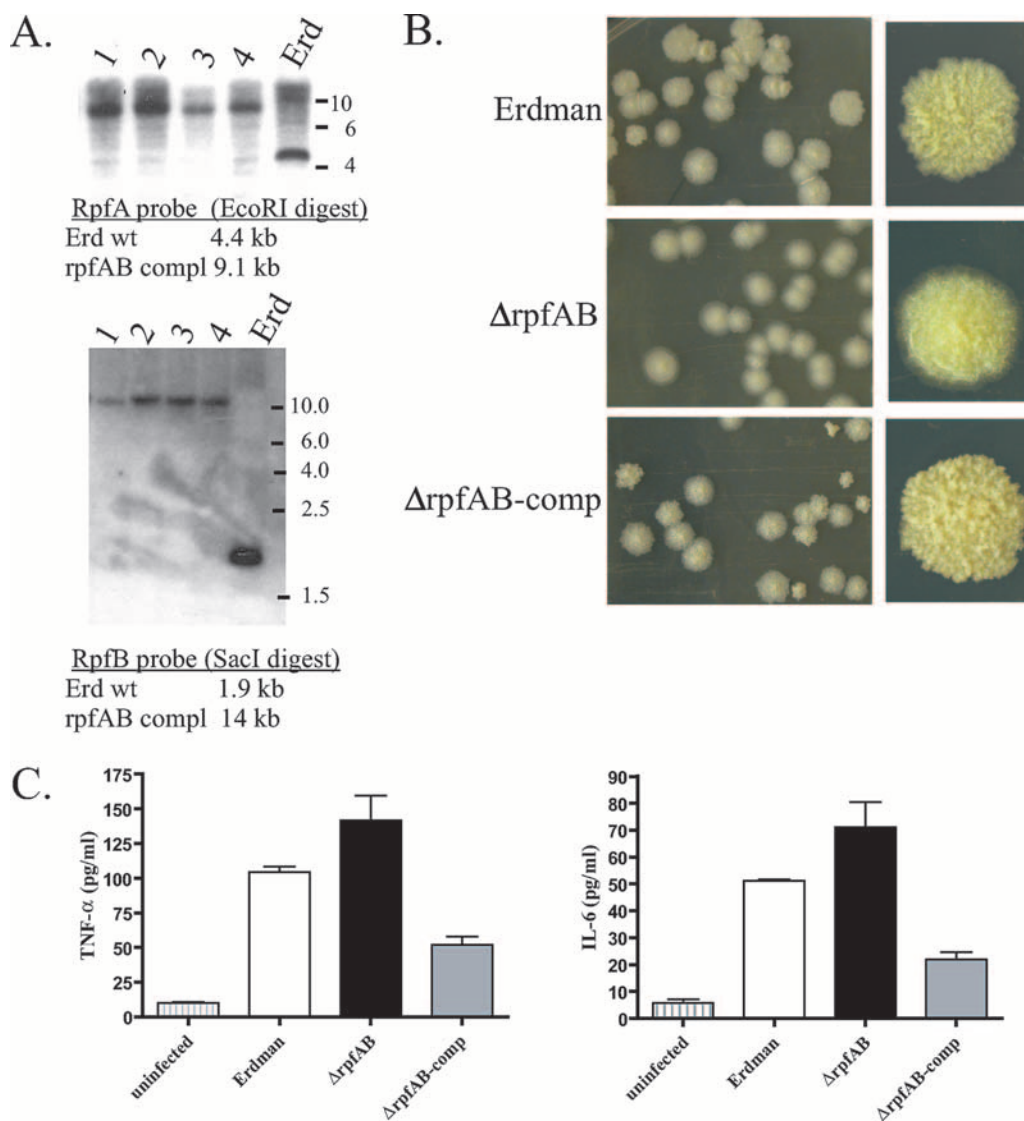 A.
1 2 3 4 Erd
10
6
4
RpfA probe (EcoRI digest)
Erd wt 4.4 kb
rpfAB compl 9.1 kb
1 2 3 4 Erd
10.0
6.0
4.0
2.5
1.5
RpfB probe (SacI digest)
Erd wt 1.9 kb
rpfAB compl 14 kb
B.
Erdman
ΔrpfAB
ΔrpfAB-comp
C.
TNF-α (pg/ml)
175
150
125
100
75
50
25
0
uninfected
Erdman
ΔrpfAB
ΔrpfAB-comp
IL-6 (pg/ml)
90
80
70
60
50
40
30
20
10
0
uninfected
Erdman
ΔrpfAB
ΔrpfAB-comp